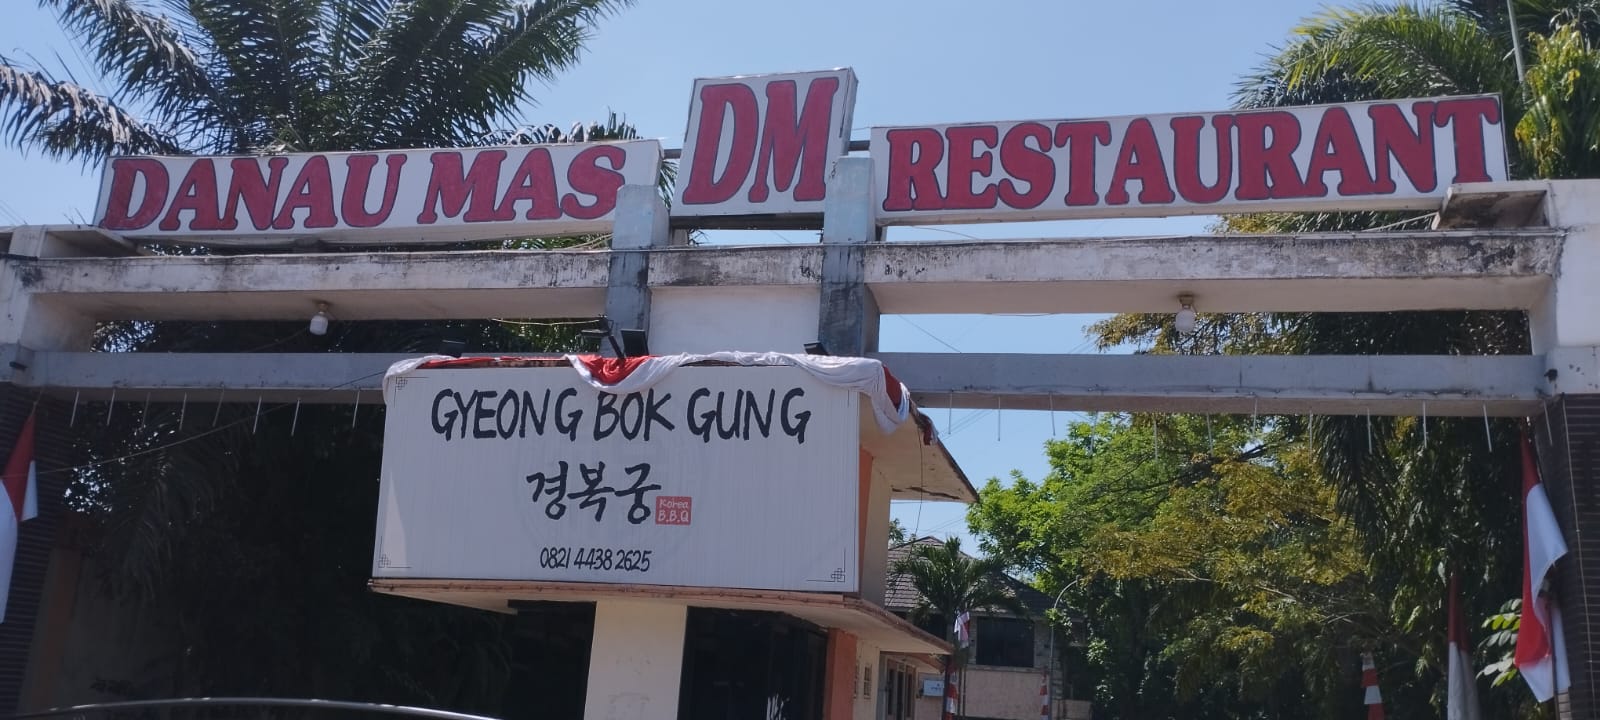 DANAU MAS
DM
RESTAURANT
GYEONG BOK GUNG
경복궁
Korea
B.B.Q
0821 4438 2625